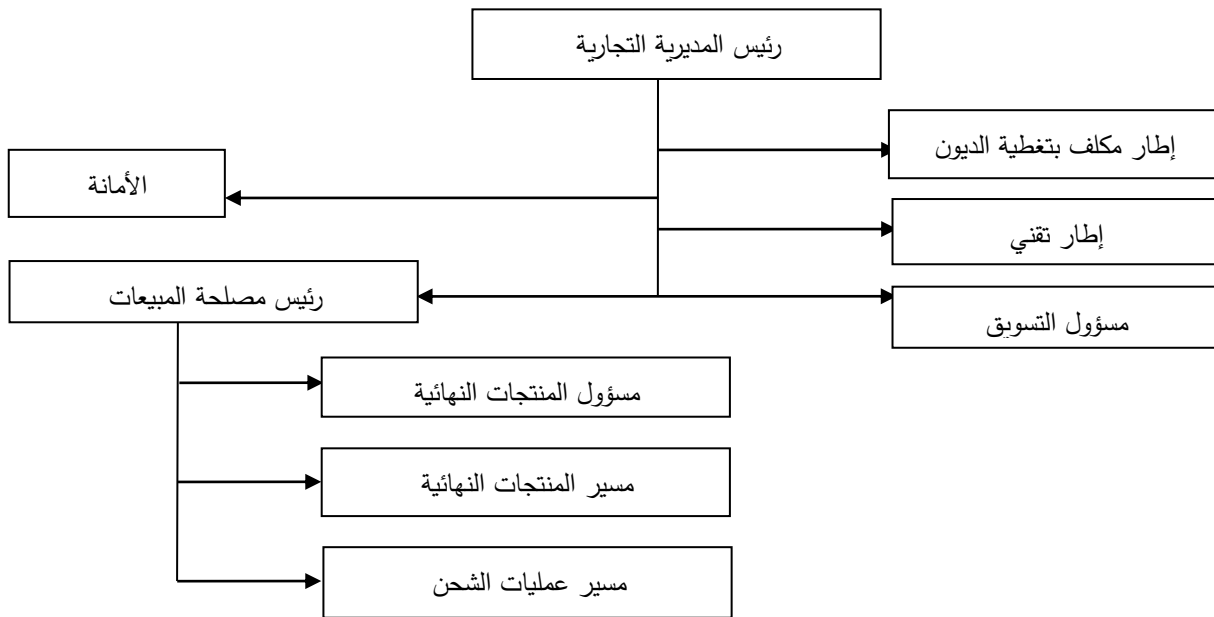 رئيس المديرية التجارية
إطار مكلف بتغطية الديون
الأمانة
إطار تقني
رئيس مصلحة المبيعات
مسؤول التسويق
مسؤول المنتجات النهائية
مسير المنتجات النهائية
مسير عمليات الشحن